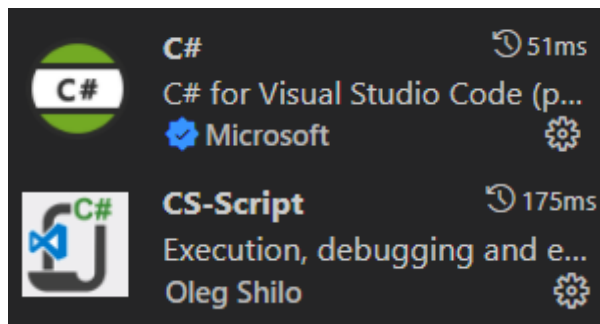 C#
C#
51ms
C# for Visual Studio Code (p...
Microsoft
C#
CS-Script
175ms
Execution, debugging and e...
Oleg Shilo